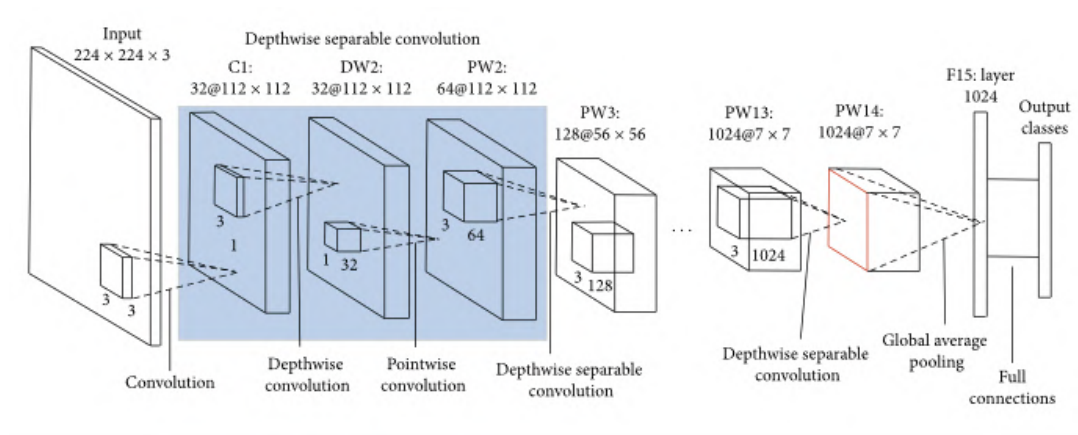 Input
224 × 224 × 3
Depthwise separable convolution
C1:
32@112 × 112
DW2:
32@112 × 112
PW2:
64@112 × 112
PW3:
128@56 × 56
PW13:
1024@7 × 7
PW14:
1024@7 × 7
F15: layer
1024
Output
classes
3
3
3
1
1
32
3
64
3
128
...
3
1024
Convolution
Depthwise
convolution
Pointwise
convolution
Depthwise separable
convolution
Depthwise separable
convolution
Global average
pooling
Full
connections